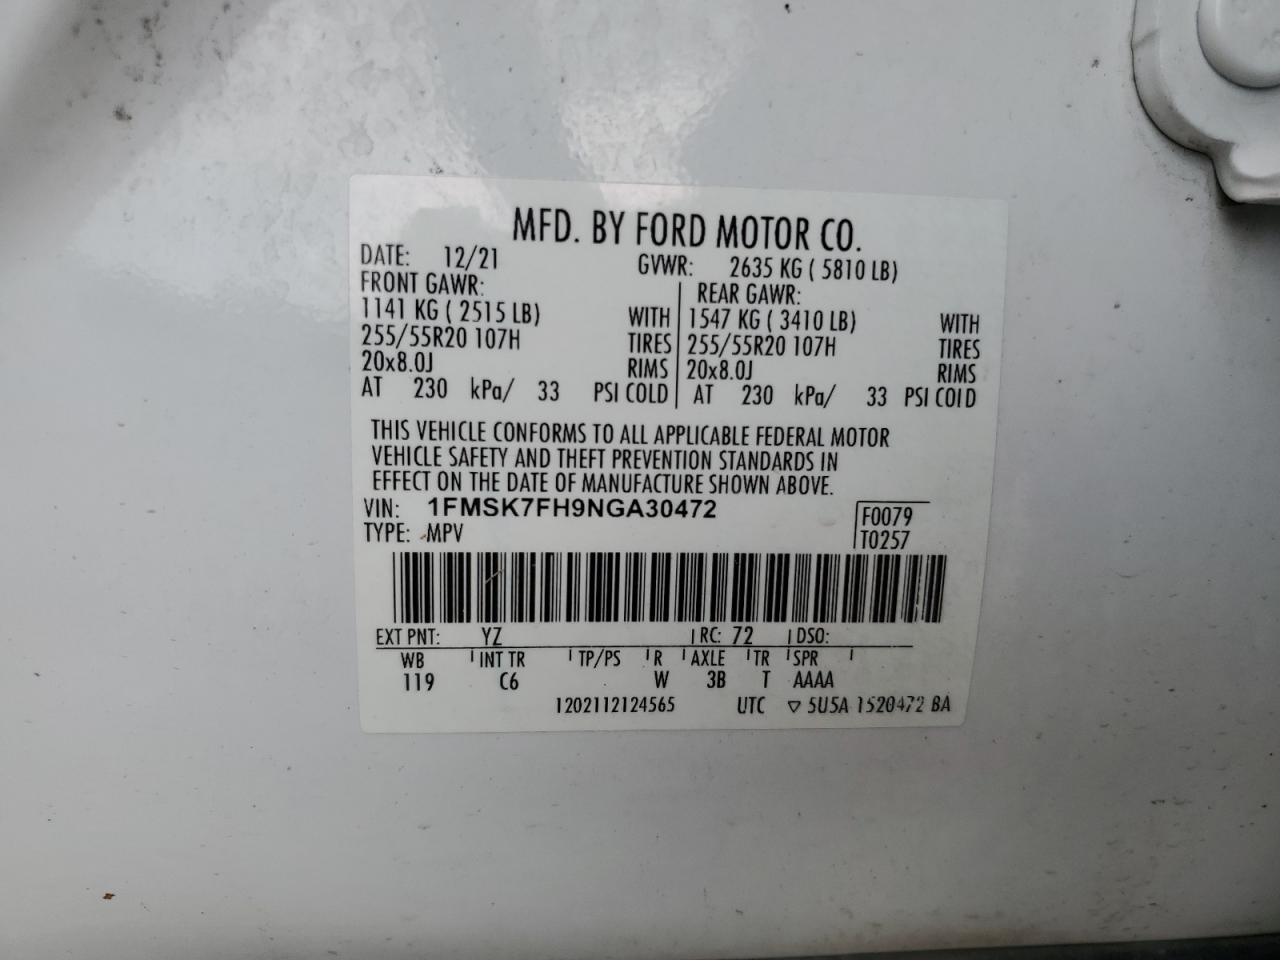 MFD. BY FORD MOTOR CO.
DATE: 12/21 GVWR: 2635 KG ( 5810 LB)
FRONT GAWR: REAR GAWR:
1141 KG ( 2515 LB) WITH 1547 KG ( 3410 LB) WITH
255/55R20 107H TIRES 255/55R20 107H TIRES
20x8.0J RIMS 20x8.0J RIMS
AT 230 kPa/ 33 PSI COLD AT 230 kPa/ 33 PSI COLD
THIS VEHICLE CONFORMS TO ALL APPLICABLE FEDERAL MOTOR
VEHICLE SAFETY AND THEFT PREVENTION STANDARDS IN
EFFECT ON THE DATE OF MANUFACTURE SHOWN ABOVE.
VIN: 1FMSK7FH9NGA30472 F0079
TYPE: MPV T0257
EXT PNT: YZ RC: 72 DSO:
WB INT TR TP/PS R AXLE TR SPR
119 C6 W 3B T AAAA
1202112124565 UTC ▽ 5U5A 1520472 BA